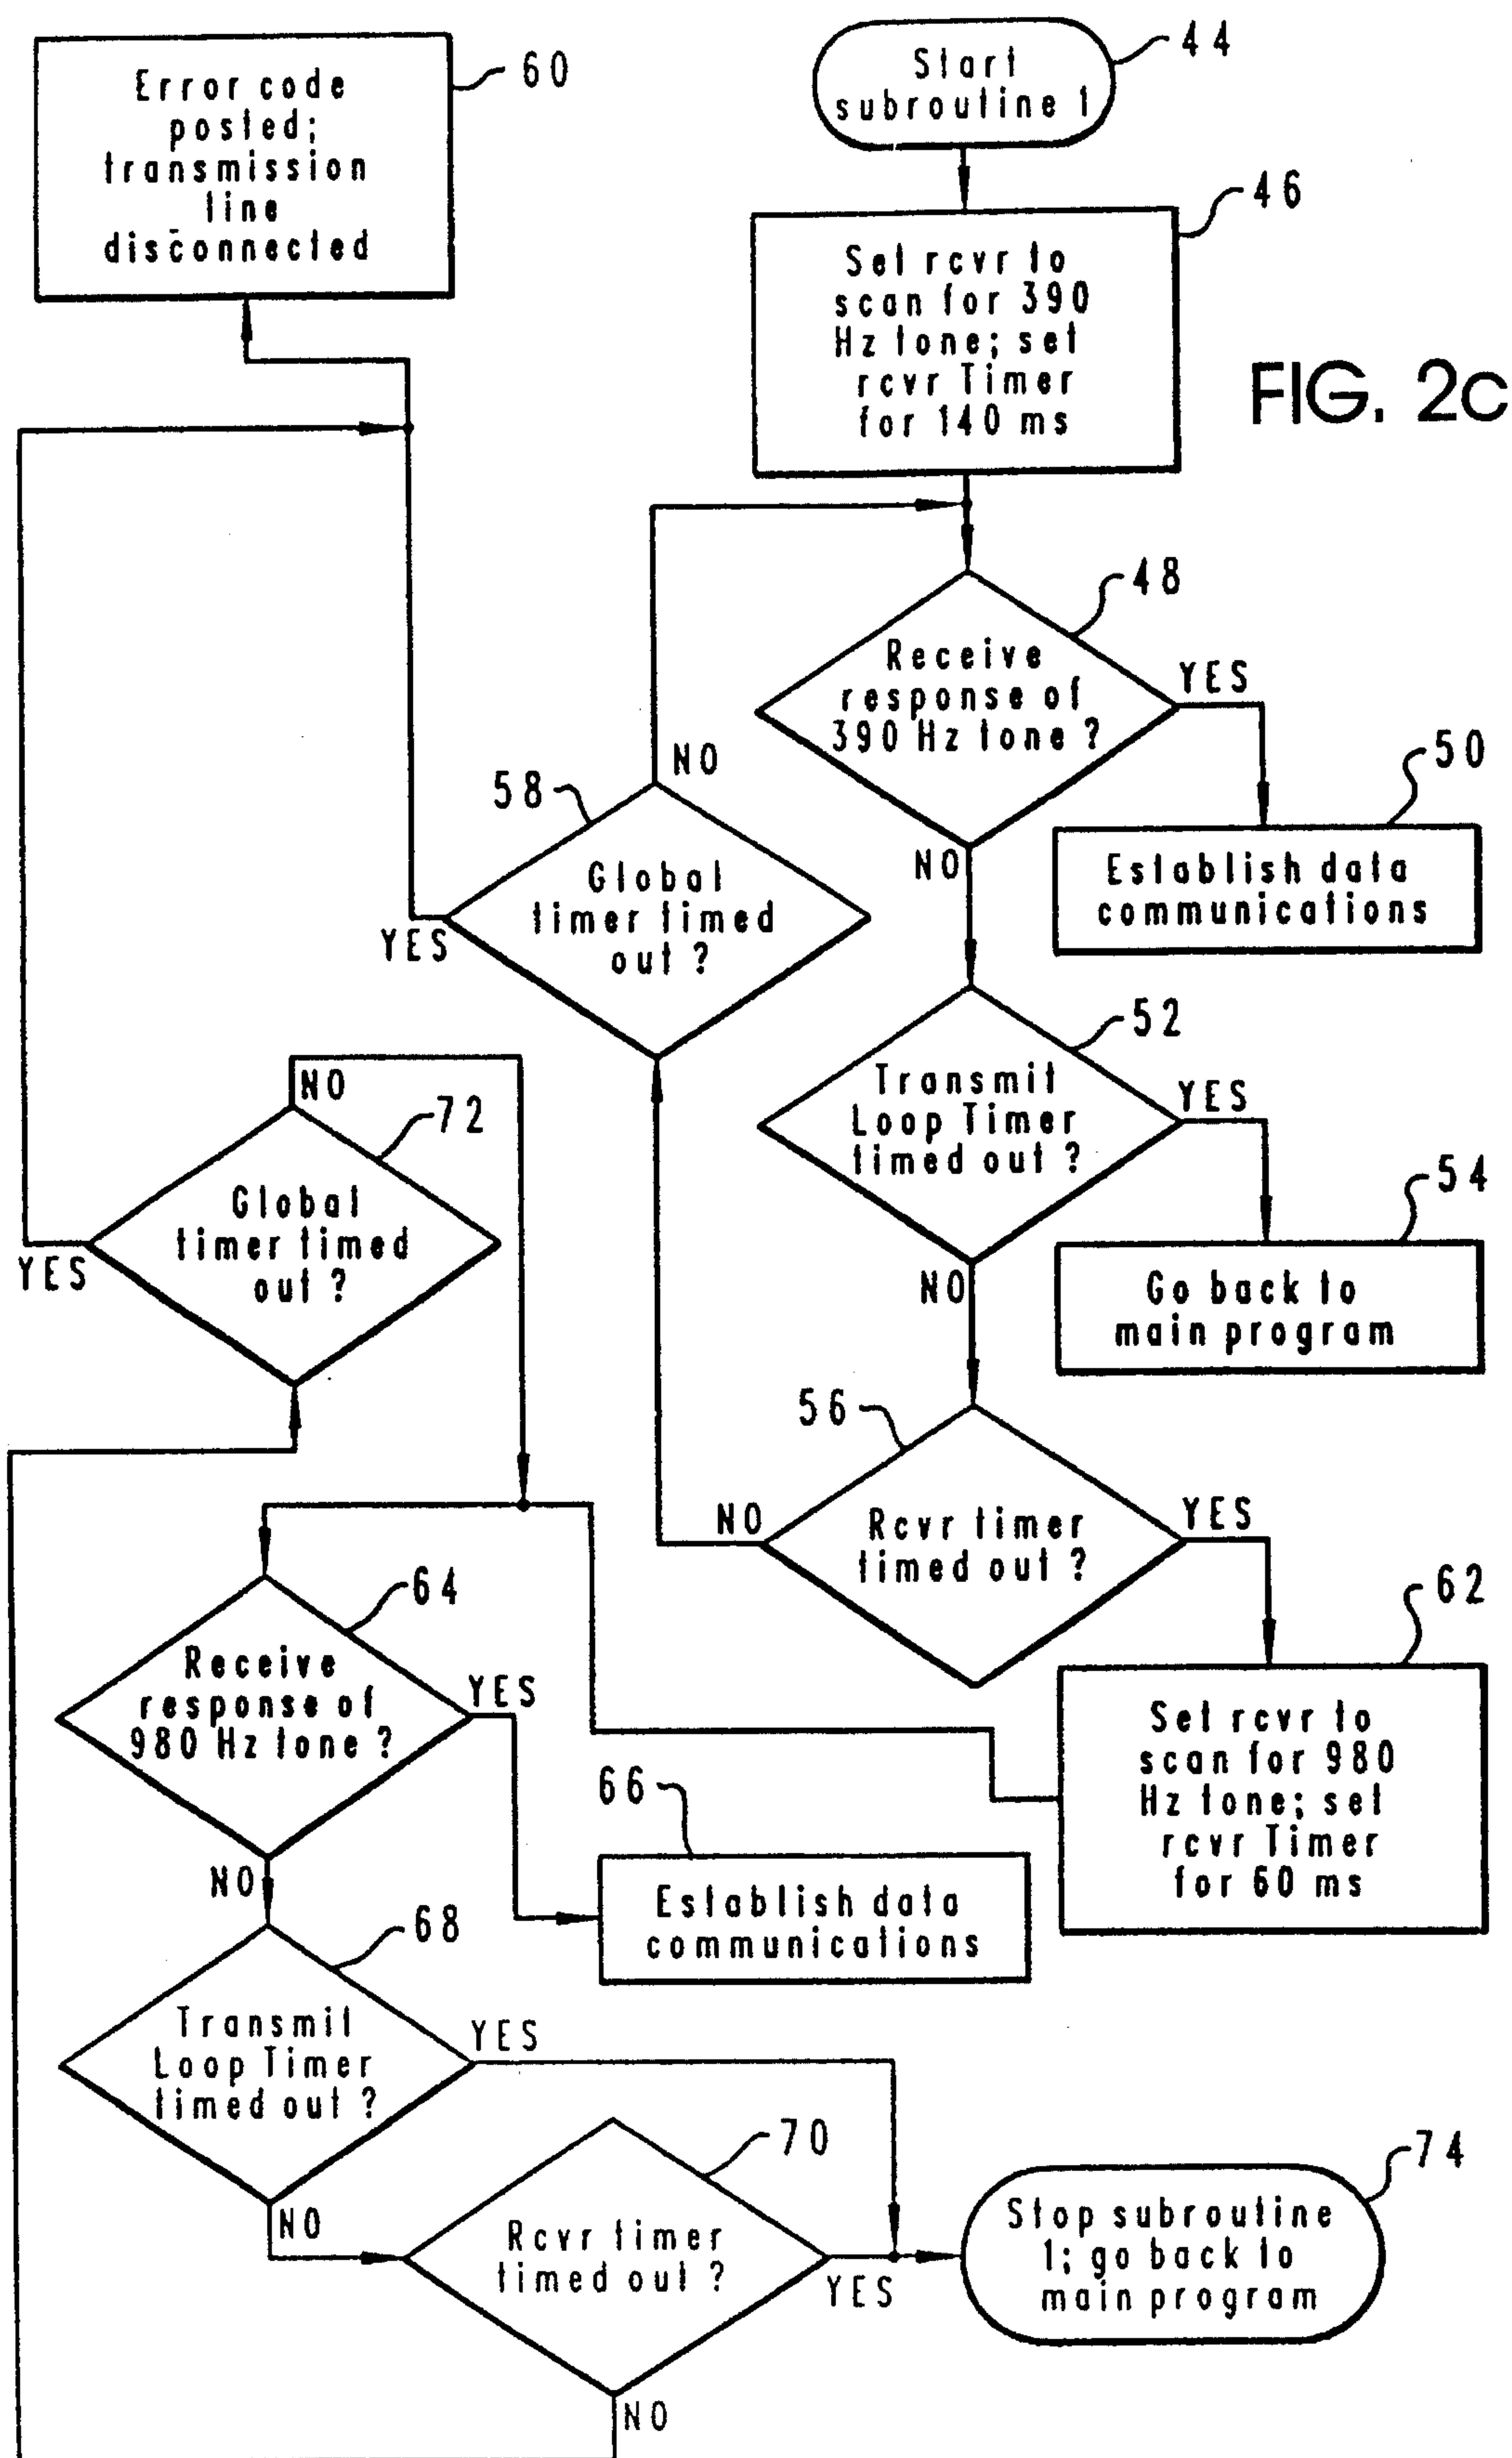 60
Error code
posted;
transmission
line
disconnected
44
Start
subroutine 1
46
Set rcvr to
scan for 390
Hz tone; set
rcvr Timer
for 140 ms
FIG. 2c
48
Receive
response of
390 Hz tone ?
YES
NO
50
Establish data
communications
58
Global
timer timed
out ?
NO
YES
52
Transmit
Loop Timer
timed out ?
YES
NO
54
Go back to
main program
72
Global
timer timed
out ?
NO
YES
56
Rcvr timer
timed out ?
NO
YES
62
Set rcvr to
scan for 980
Hz tone; set
rcvr Timer
for 60 ms
64
Receive
response of
980 Hz tone ?
YES
NO
66
Establish data
communications
68
Transmit
Loop Timer
timed out ?
YES
NO
70
Rcvr timer
timed out ?
YES
NO
74
Stop subroutine
1; go back to
main program